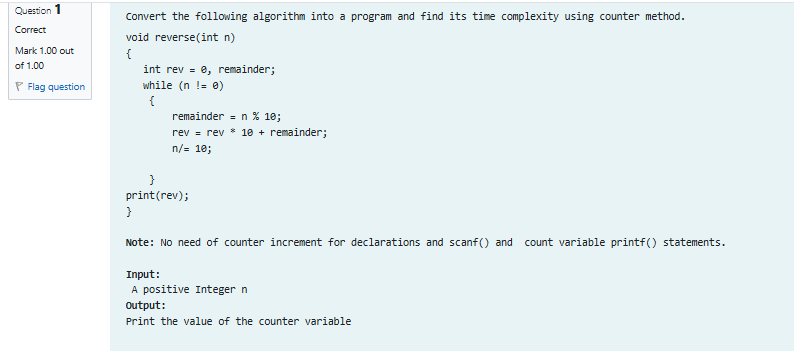 Question 1
Correct
Mark 1.00 out
of 1.00
Flag question
Convert the following algorithm into a program and find its time complexity using counter method.
void reverse(int n)
{
int rev = 0, remainder;
while (n != 0)
{
remainder = n % 10;
rev = rev * 10 + remainder;
n/= 10;
}
print(rev);
}
Note: No need of counter increment for declarations and scanf() and count variable printf() statements.
Input:
A positive Integer n
Output:
Print the value of the counter variable